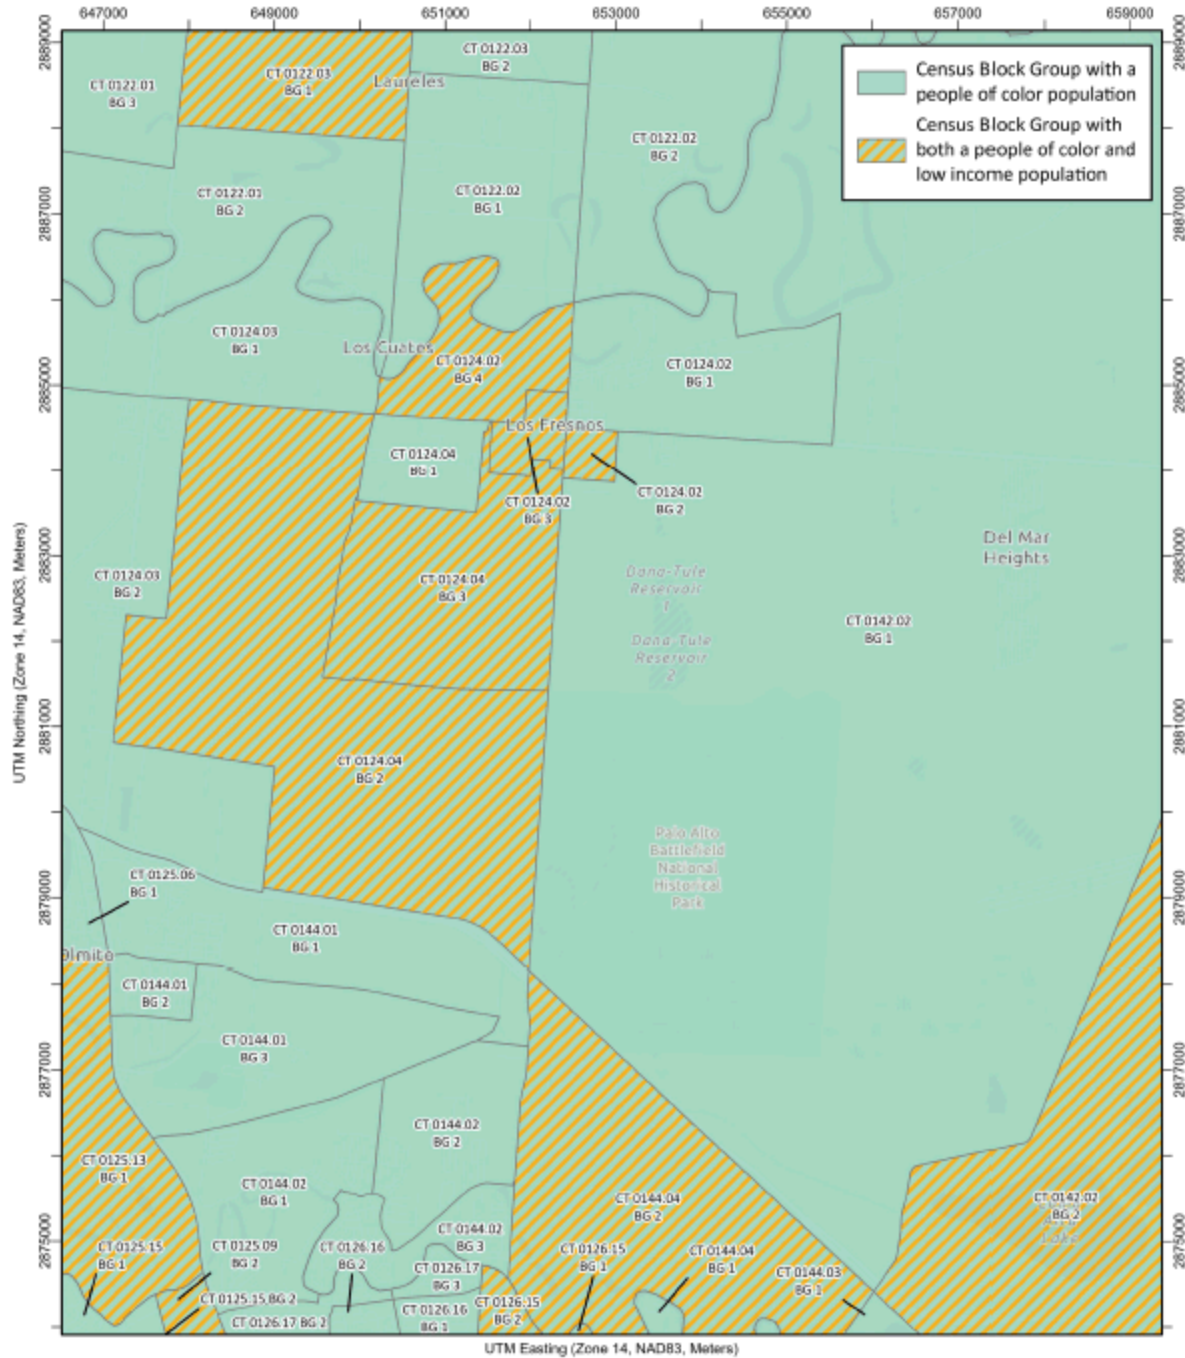 647000
649000
651000
653000
655000
657000
659000
2889000
2889000
Census Block Group with a
people of color population
Census Block Group with
both a people of color and
low income population
CT 0122.03
BG 2
CT 0122.03
BG 1
Laureles
CT 0122.01
BG 3
CT 0122.02
BG 2
CT 0122.01
BG 2
CT 0122.02
BG 1
2887000
2887000
CT 0124.03
BG 1
Los Cuates
CT 0124.02
BG 4
CT 0124.02
BG 1
2885000
2885000
Los Fresnos
CT 0124.04
BG 1
CT 0124.02
BG 3
CT 0124.02
BG 2
Del Mar
Heights
2883000
2883000
CT 0124.03
BG 2
CT 0124.04
BG 3
Dana-Tule
Reservoir
1
CT 0142.02
BG 1
Dana-Tule
Reservoir
2
UTM Northing (Zone 14, NAD83, Meters)
2881000
2881000
CT 0124.04
BG 2
Palo Alto
Battlefield
National
Historical
Park
CT 0125.06
BG 1
2879000
2879000
CT 0144.01
BG 1
Olmito
CT 0144.01
BG 2
CT 0144.01
BG 3
2877000
2877000
CT 0144.02
BG 2
CT 0125.13
BG 1
CT 0144.02
BG 1
CT 0144.04
BG 2
CT 0142.02
BG 2
Lake
2875000
2875000
CT 0125.15
BG 1
CT 0125.09
BG 2
CT 0126.16
BG 2
CT 0144.02
BG 3
CT 0126.17
BG 3
CT 0126.15
BG 1
CT 0144.04
BG 1
CT 0144.03
BG 1
CT 0125.15 BG 2
CT 0126.17 BG 2
CT 0126.16
BG 1
CT 0126.15
BG 2
UTM Easting (Zone 14, NAD83, Meters)